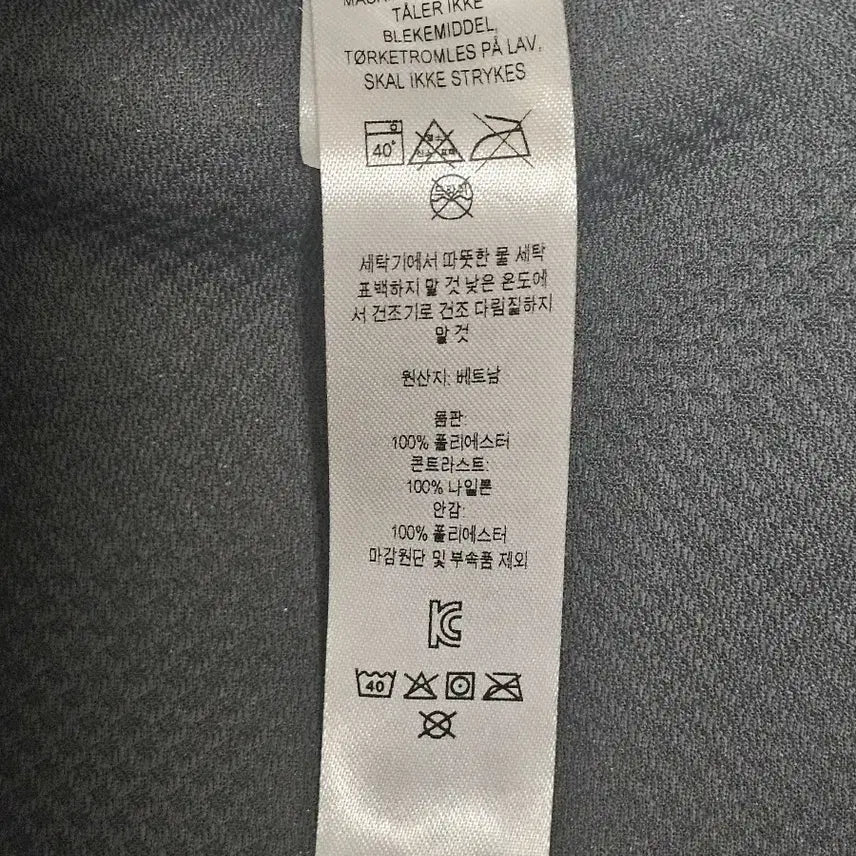 TÅLER IKKE
BLEKEMIDDEL,
TØRKETROMLES PÅ LAV,
SKAL IKKE STRYKES
40°
드라이
세탁기에서 따뜻한 물 세탁
표백하지 말 것 낮은 온도에
서 건조기로 건조 다림질하지
말 것
원산지: 베트남
몸판:
100% 폴리에스터
콘트라스트:
100% 나일론
안감:
100% 폴리에스터
마감원단 및 부속품 제외
KC
40